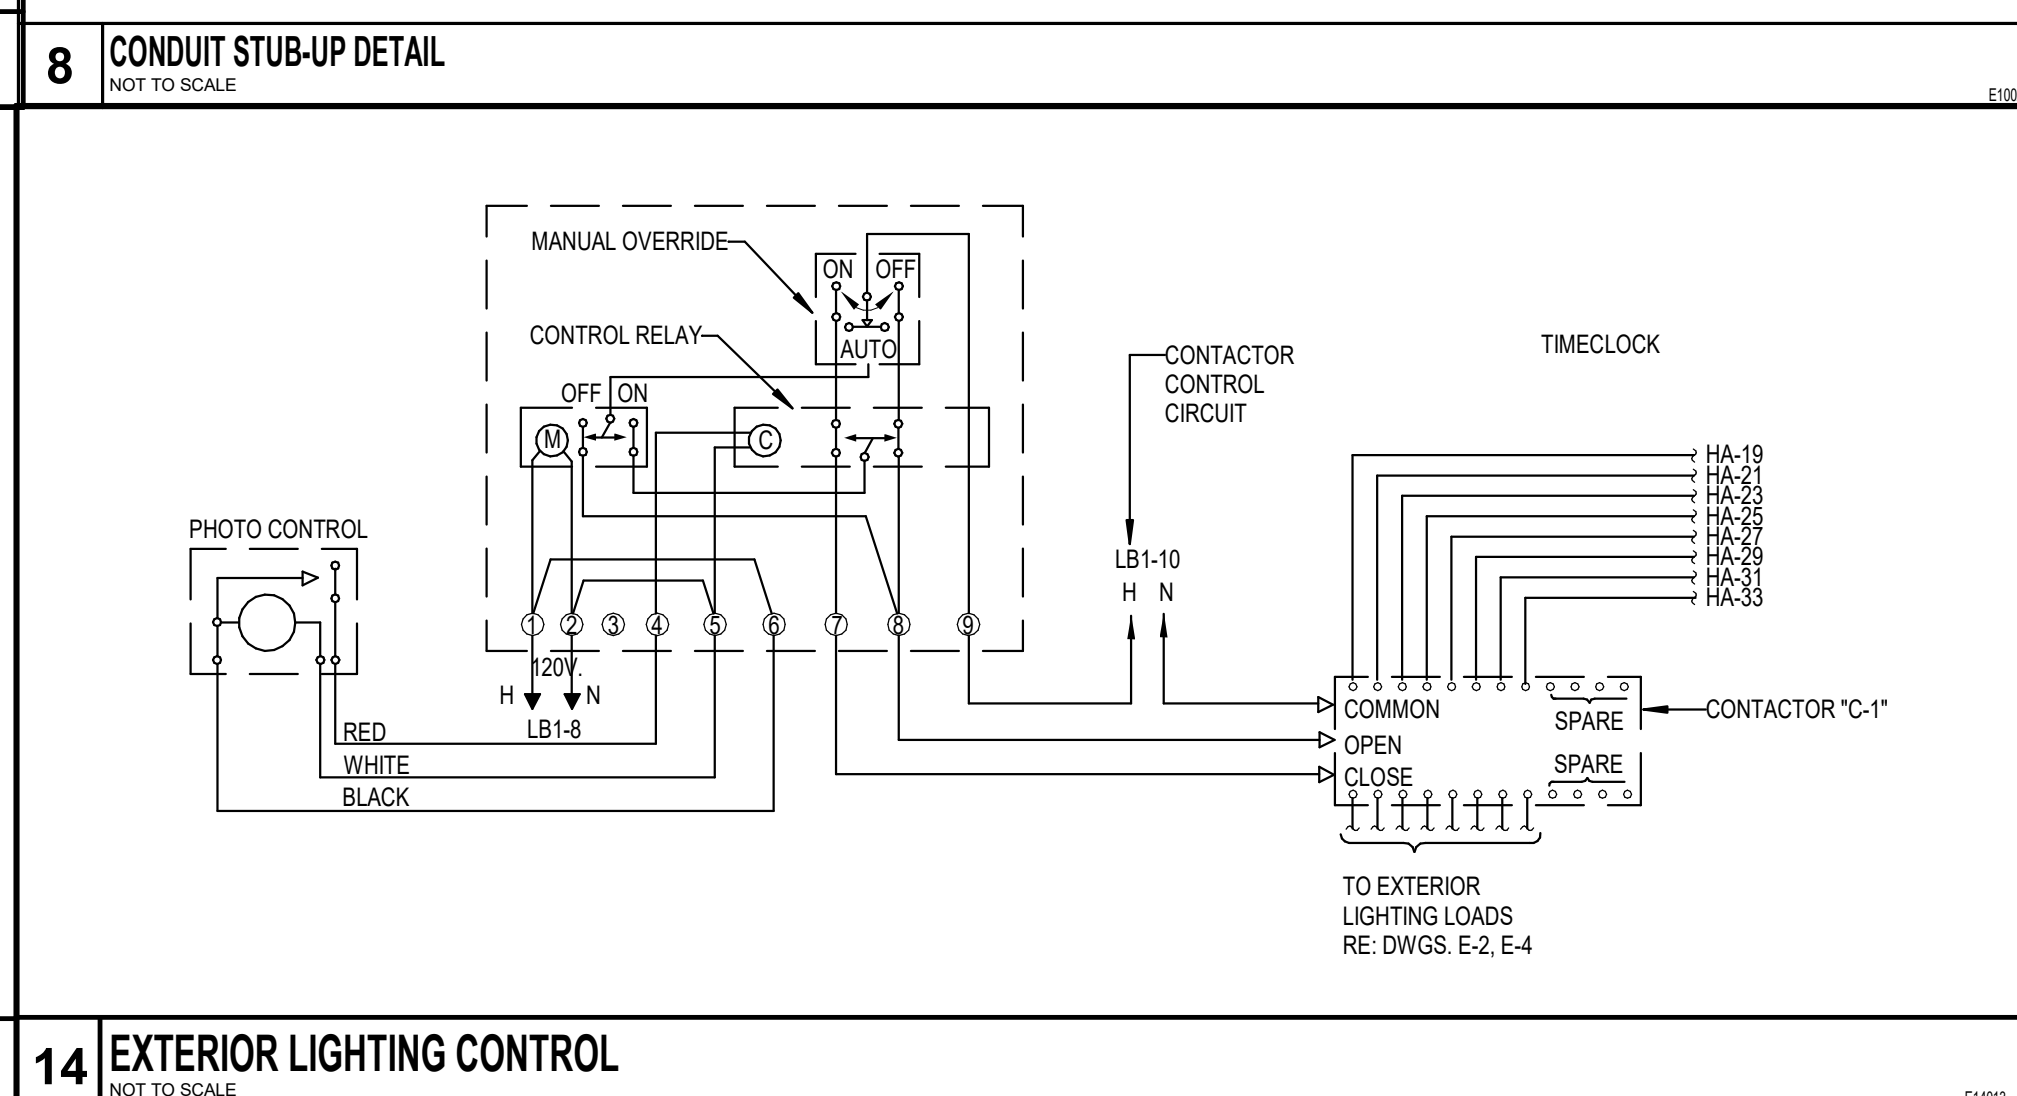 8
CONDUIT STUB-UP DETAIL
NOT TO SCALE
E100
MANUAL OVERRIDE
ON OFF
AUTO
CONTROL RELAY
OFF ON
M
C
CONTACTOR
CONTROL
CIRCUIT
TIMECLOCK
HA-19
HA-21
HA-23
HA-25
HA-27
HA-29
HA-31
HA-33
PHOTO CONTROL
LB1-10
H N
1 2 3 4 5 6 7 8 9
120V.
H N
LB1-8
RED
WHITE
BLACK
COMMON
OPEN
CLOSE
SPARE
SPARE
CONTACTOR "C-1"
TO EXTERIOR
LIGHTING LOADS
RE: DWGS. E-2, E-4
14
EXTERIOR LIGHTING CONTROL
NOT TO SCALE